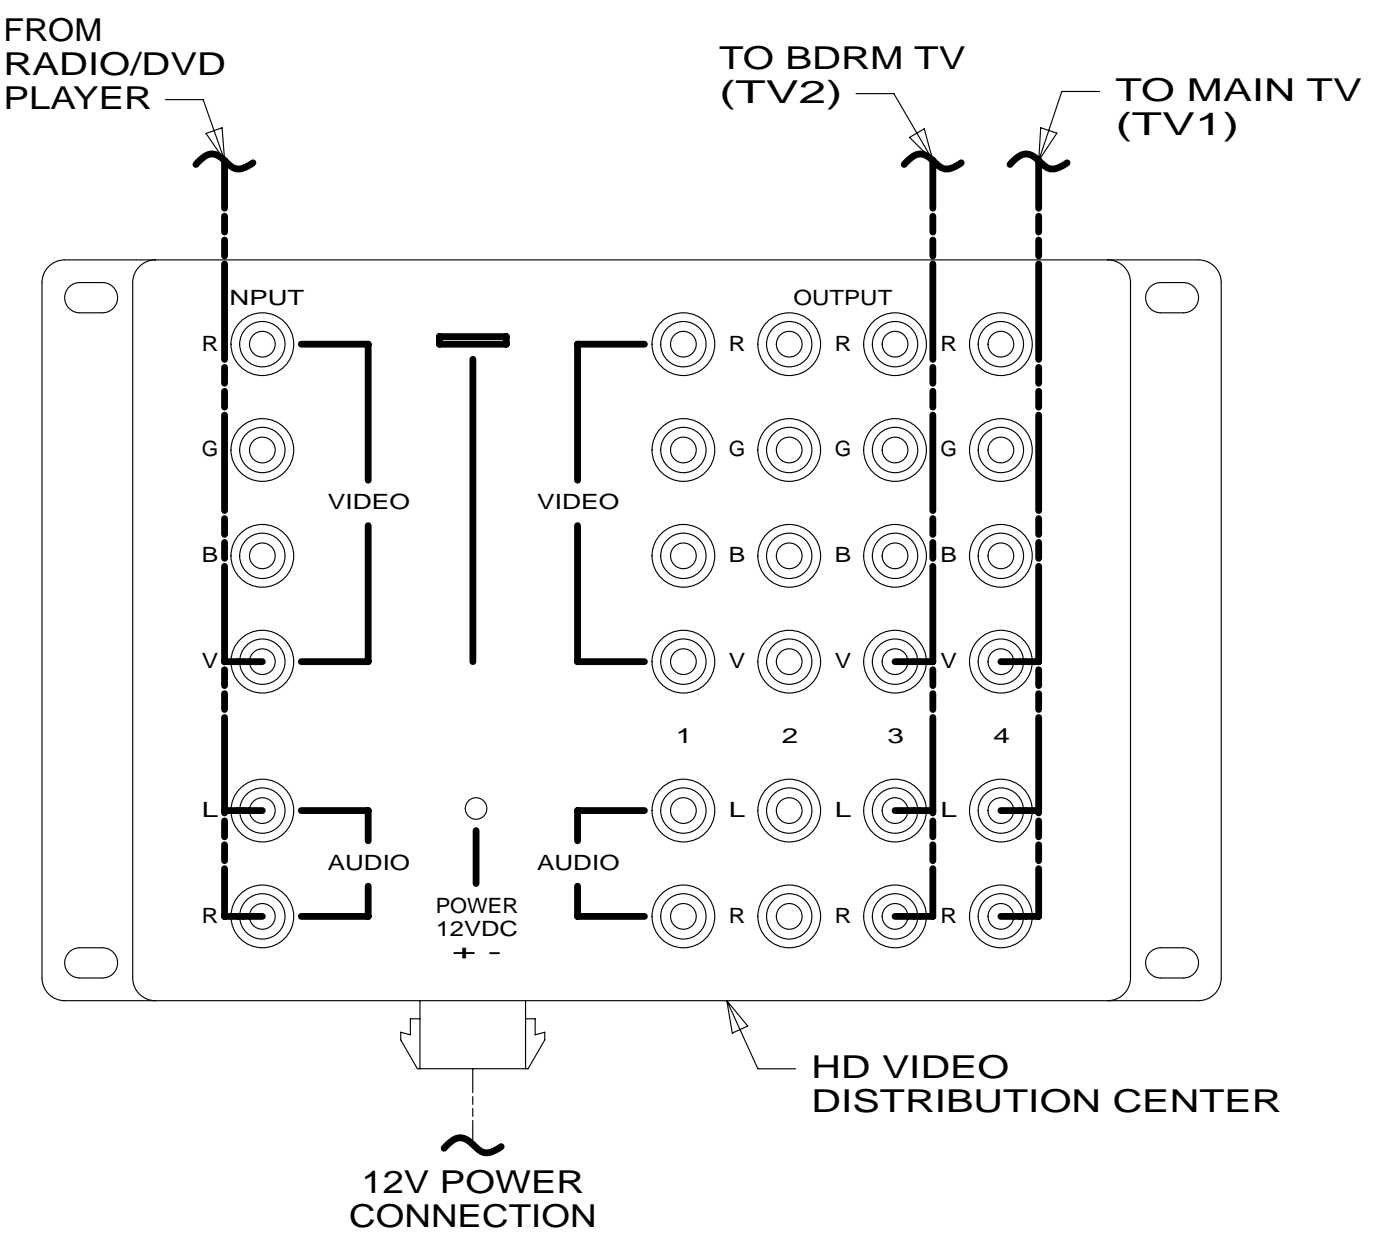 FROM
RADIO/DVD
PLAYER
TO BDRM TV
(TV2)
TO MAIN TV
(TV1)
NPUT
OUTPUT
R R R R
G G G G
VIDEO VIDEO
B B B B
V V V V
1 2 3 4
L L L L
AUDIO AUDIO
R R R R
POWER
12VDC
+ -
HD VIDEO
DISTRIBUTION CENTER
12V POWER
CONNECTION